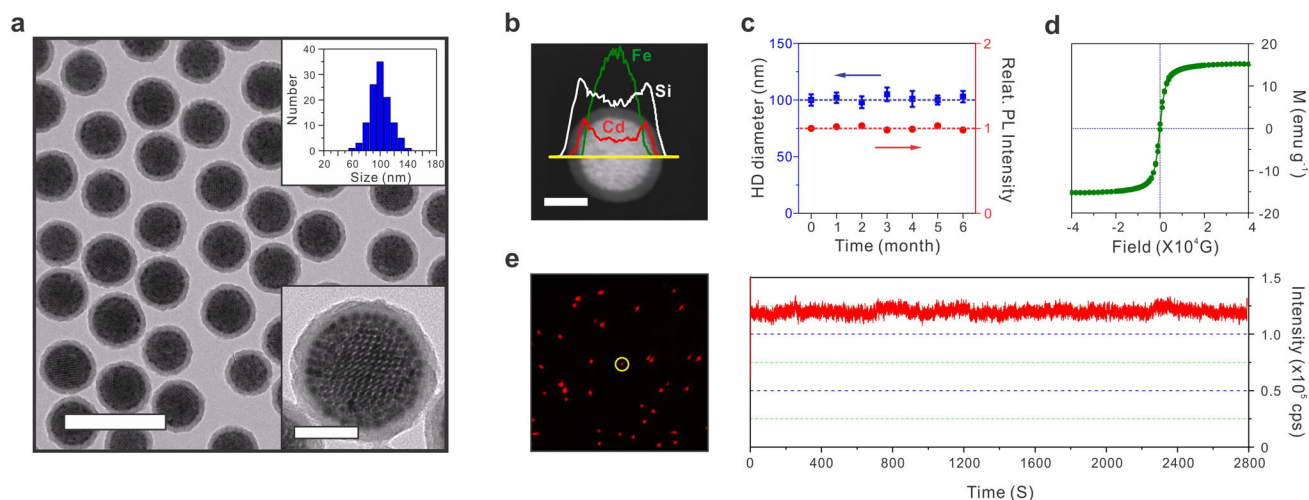 a
40
30
20
10
0
Number
20 60 100 140 180
Size (nm)
b
Fe
Si
Cd
c
150
100
75
50
0
HD diameter (nm)
2
1
0
Relat. PL Intensity
0 1 2 3 4 5 6
Time (month)
d
20
10
0
-10
-20
M (emu g⁻¹)
-4 -2 0 2 4
Field (X10⁴G)
e
1.5
1.0
0.5
0
Intensity (x10⁵ cps)
0 400 800 1200 1600 2000 2400 2800
Time (S)